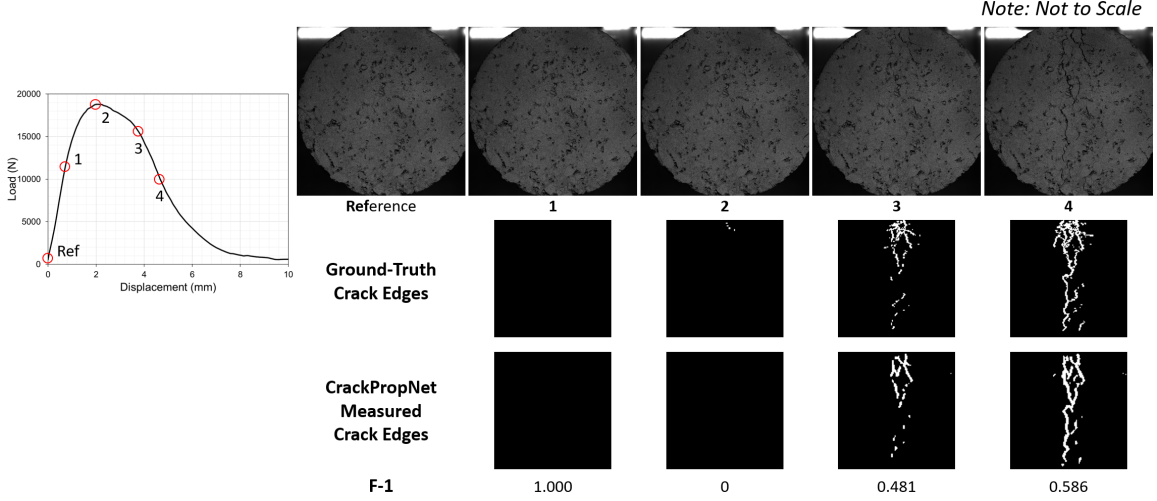 Note: Not to Scale
20000
15000
10000
5000
0
Load (N)
0 2 4 6 8 10
Displacement (mm)
Ref
1
2
3
4
Reference 1 2 3 4
Ground-Truth
Crack Edges
CrackPropNet
Measured
Crack Edges
F-1 1.000 0 0.481 0.586